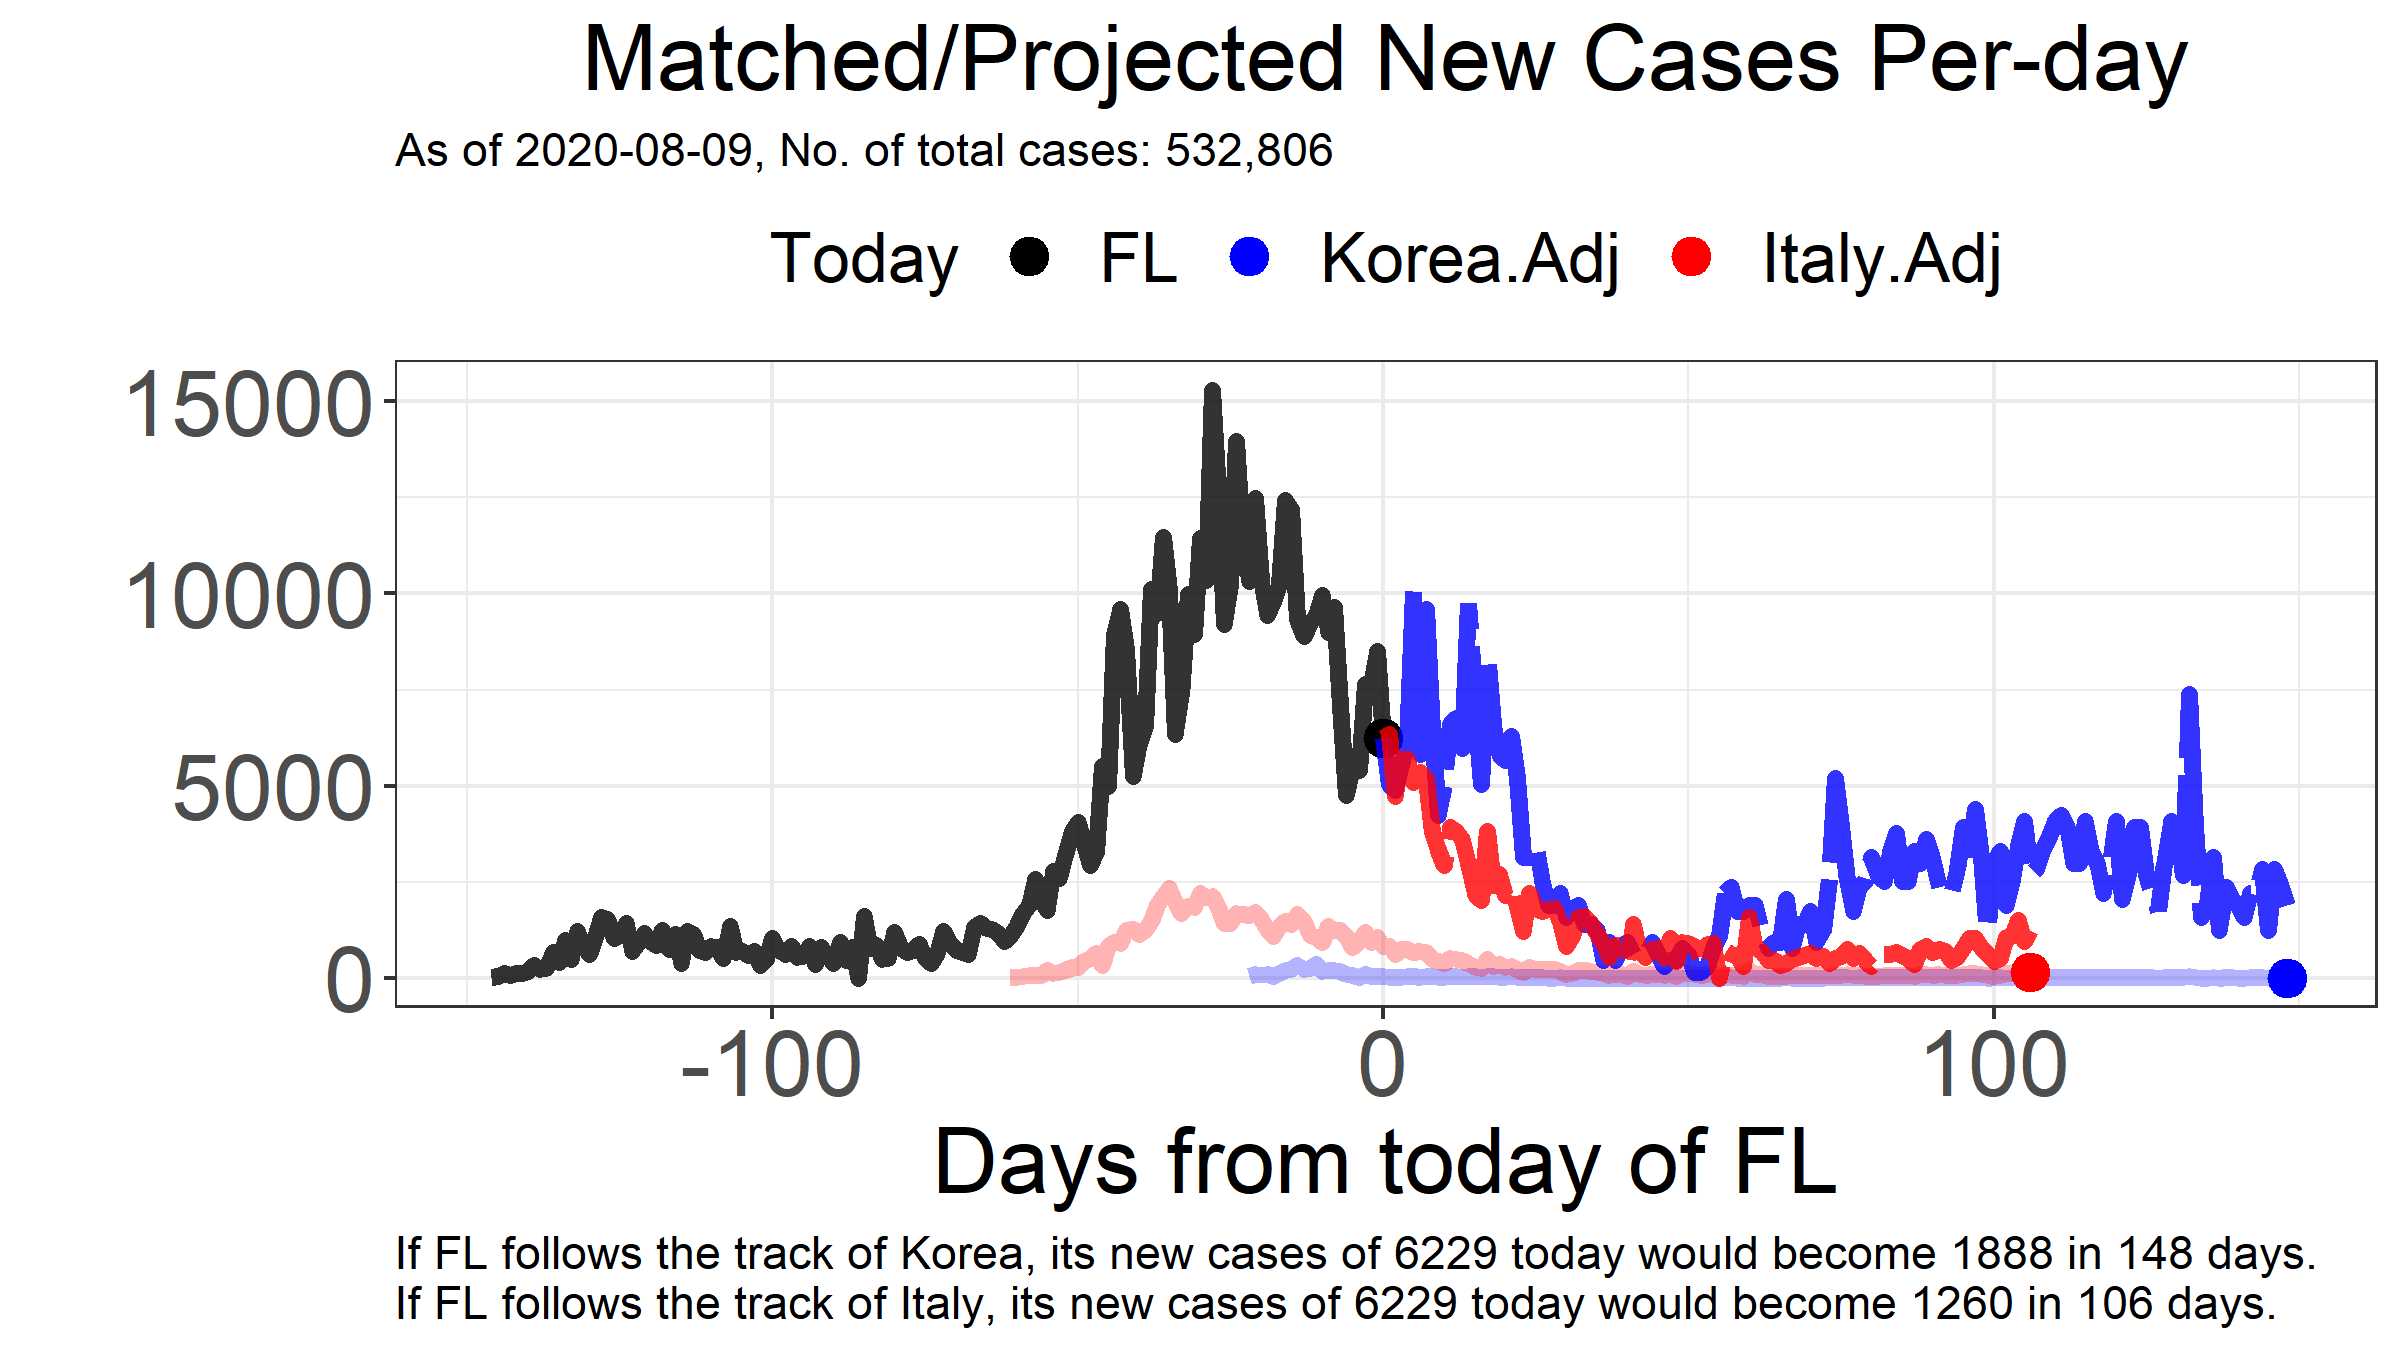 Matched/Projected New Cases Per-day
As of 2020-08-09, No. of total cases: 532,806
Today FL Korea.Adj Italy.Adj
15000
10000
5000
0
-100 0 100
Days from today of FL
If FL follows the track of Korea, its new cases of 6229 today would become 1888 in 148 days.
If FL follows the track of Italy, its new cases of 6229 today would become 1260 in 106 days.